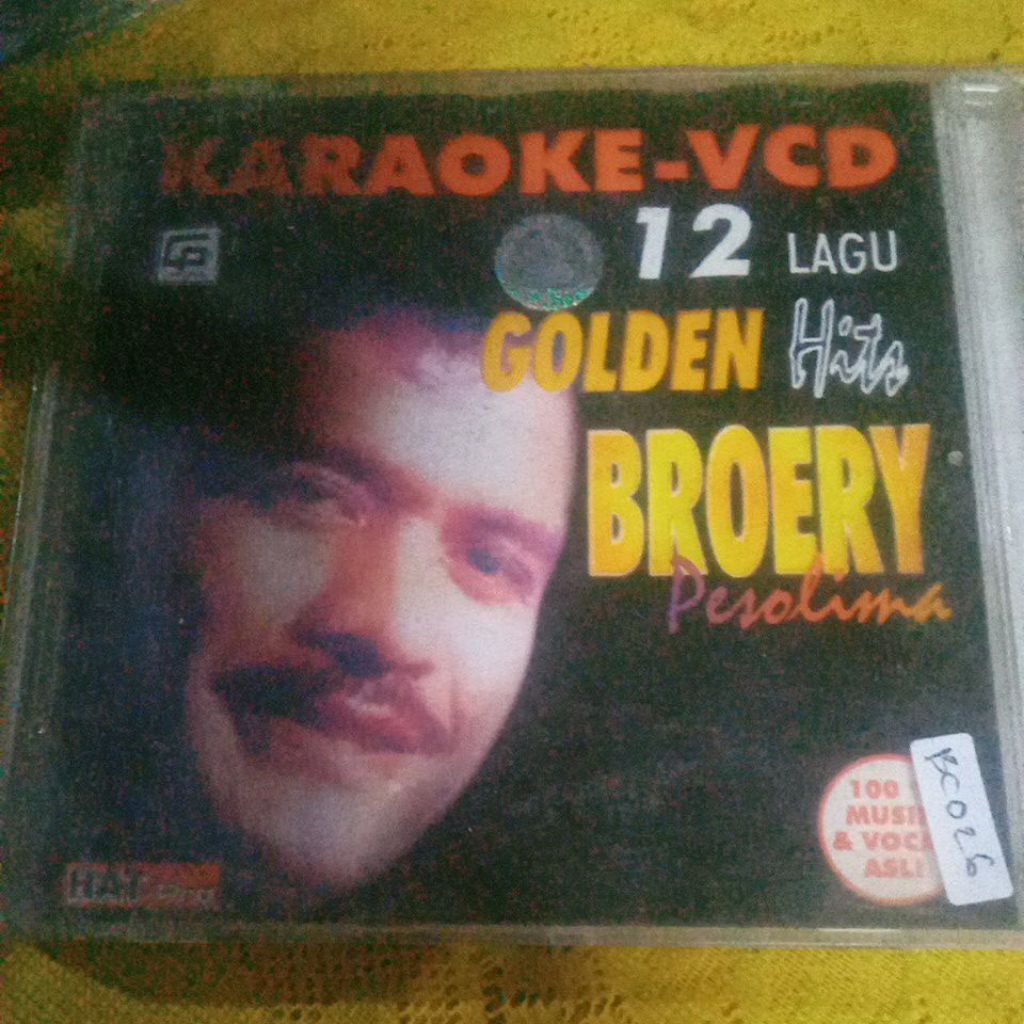 KARAOKE-VCD
12 LAGU
GOLDEN Hits
BROERY
Pesolima
100
MUSI
& VOC
ASLI
BC026